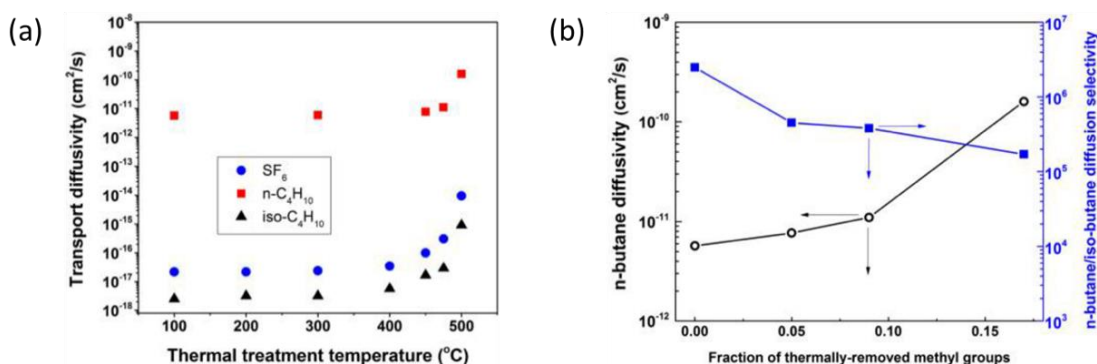 (a)
Transport diffusivity (cm²/s)
10⁻⁸
10⁻⁹
10⁻¹⁰
10⁻¹¹
10⁻¹²
10⁻¹³
10⁻¹⁴
10⁻¹⁵
10⁻¹⁶
10⁻¹⁷
10⁻¹⁸
SF₆
n-C₄H₁₀
iso-C₄H₁₀
100 200 300 400 500
Thermal treatment temperature (°C)
(b)
n-butane diffusivity (cm²/s)
10⁻⁹
10⁻¹⁰
10⁻¹¹
10⁻¹²
10⁷
10⁶
10⁵
10⁴
10³
n-butane/iso-butane diffusion selectivity
0.00 0.05 0.10 0.15
Fraction of thermally-removed methyl groups